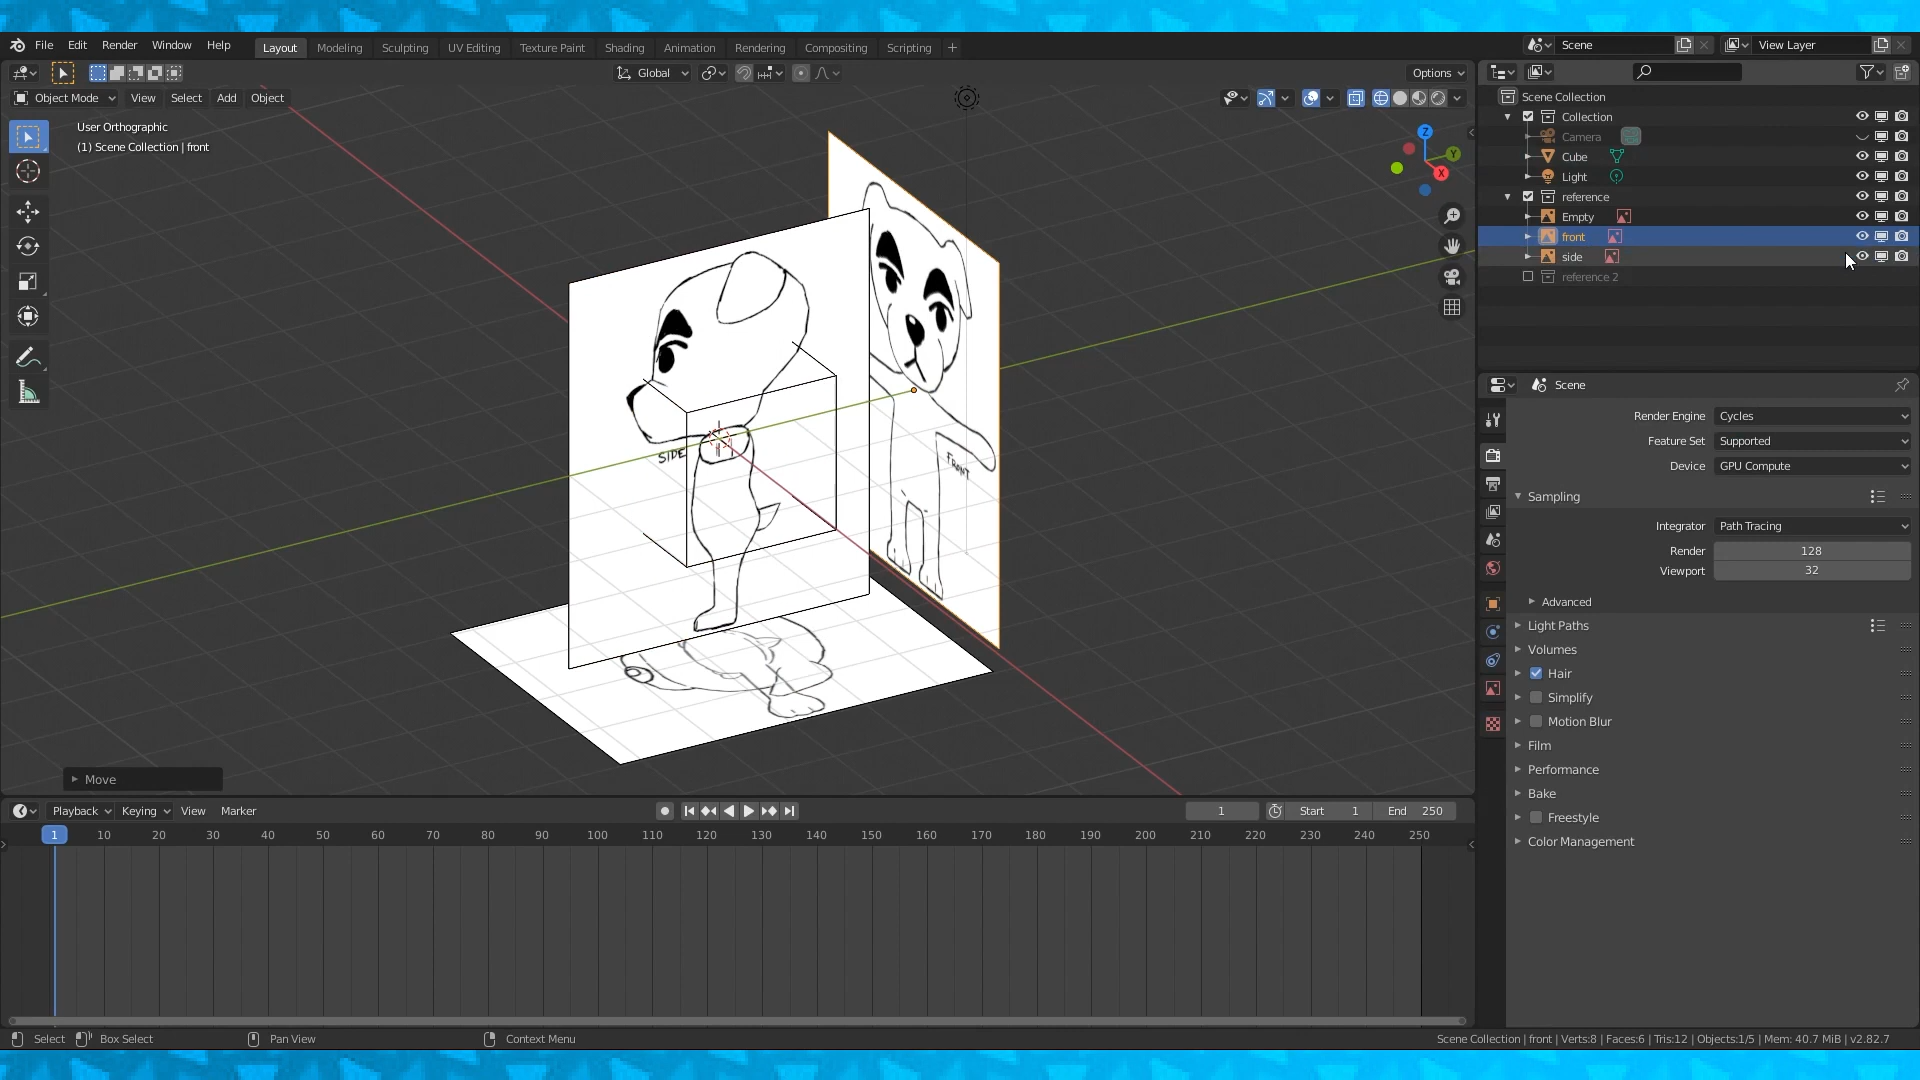 File Edit Render Window Help Layout Modeling Sculpting UV Editing Texture Paint Shading Animation Rendering Compositing Scripting + Scene View Layer
Global Options
Object Mode View Select Add Object
User Orthographic
(1) Scene Collection | front
Z
Y
X
SIDE
FRONT
Move
Scene Collection
Collection
Camera
Cube
Light
reference
Empty
front
side
reference 2
Scene
Render Engine Cycles
Feature Set Supported
Device GPU Compute
Sampling
Integrator Path Tracing
Render 128
Viewport 32
Advanced
Light Paths
Volumes
Hair
Simplify
Motion Blur
Film
Performance
Bake
Freestyle
Color Management
Playback Keying View Marker 1 Start 1 End 250
1 10 20 30 40 50 60 70 80 90 100 110 120 130 140 150 160 170 180 190 200 210 220 230 240 250
Select Box Select Pan View Context Menu Scene Collection | front | Verts:8 | Faces:6 | Tris:12 | Objects:1/5 | Mem: 40.7 MiB | v2.82.7